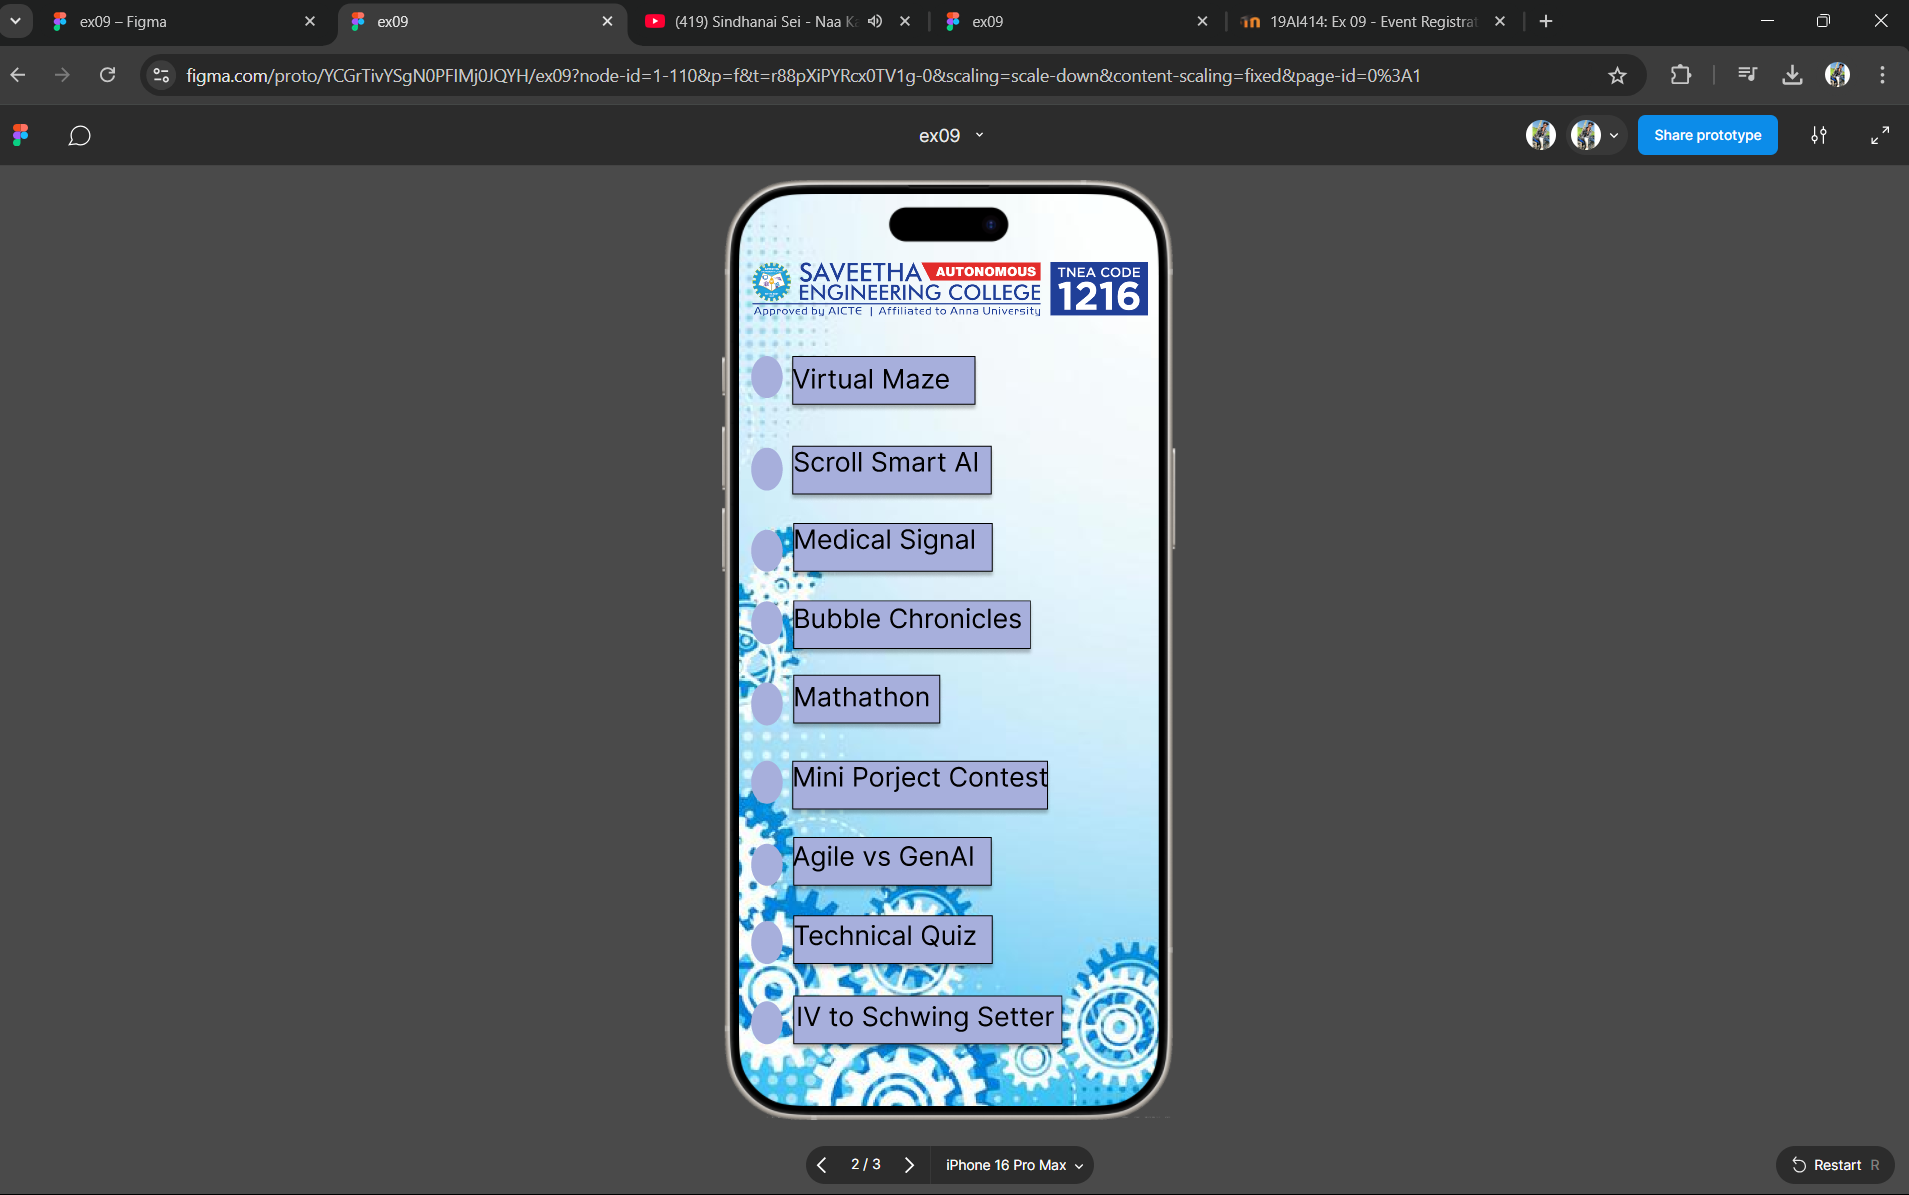 ex09 – Figma
ex09
(419) Sindhanai Sei - Naa Ka
ex09
19AI414: Ex 09 - Event Registrat
figma.com/proto/YCGrTivYSgN0PFIMj0JQYH/ex09?node-id=1-110&p=f&t=r88pXiPYRcx0TV1g-0&scaling=scale-down&content-scaling=fixed&page-id=0%3A1
ex09
Share prototype
SAVEETHA AUTONOMOUS
ENGINEERING COLLEGE
Approved by AICTE | Affiliated to Anna University
TNEA CODE
1216
Virtual Maze
Scroll Smart AI
Medical Signal
Bubble Chronicles
Mathathon
Mini Porject Contest
Agile vs GenAI
Technical Quiz
IV to Schwing Setter
2 / 3
iPhone 16 Pro Max
Restart R